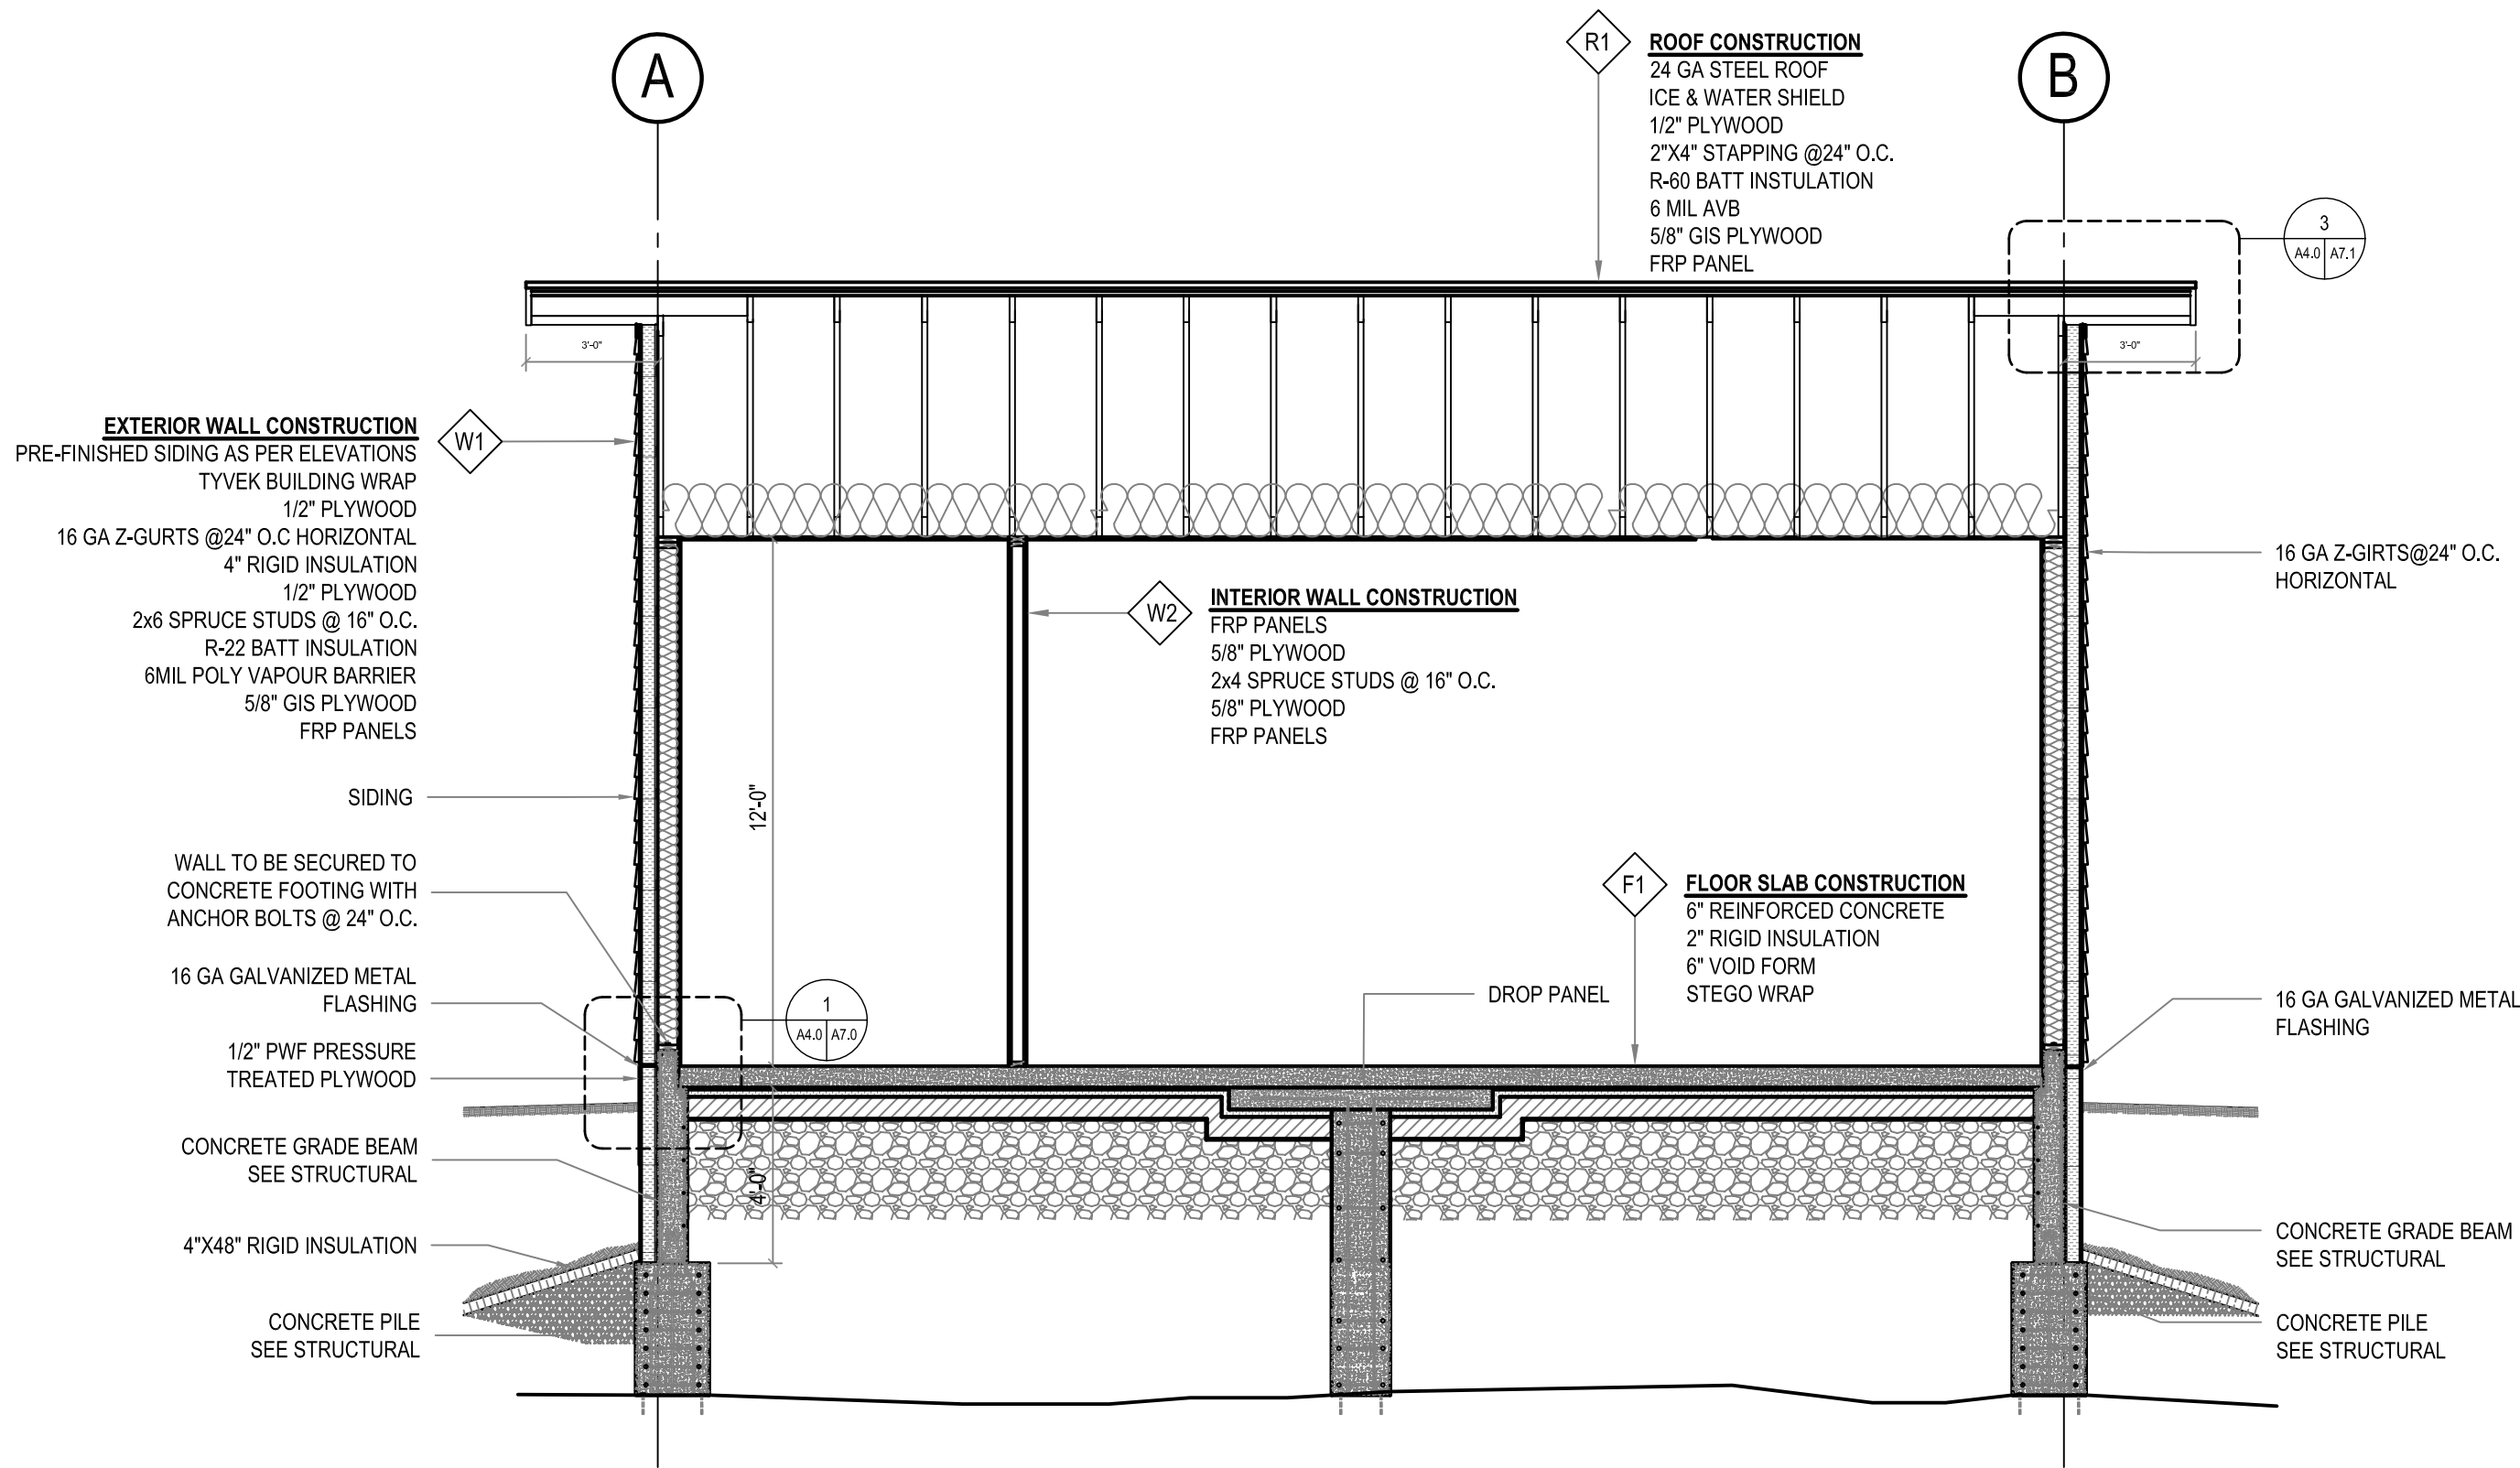 A
B
R1
ROOF CONSTRUCTION
24 GA STEEL ROOF
ICE & WATER SHIELD
1/2" PLYWOOD
2"X4" STAPPING @24" O.C.
R-60 BATT INSTULATION
6 MIL AVB
5/8" GIS PLYWOOD
FRP PANEL
3
A4.0 A7.1
3'-0"
3'-0"
W1
EXTERIOR WALL CONSTRUCTION
PRE-FINISHED SIDING AS PER ELEVATIONS
TYVEK BUILDING WRAP
1/2" PLYWOOD
16 GA Z-GURTS @24" O.C HORIZONTAL
4" RIGID INSULATION
1/2" PLYWOOD
2x6 SPRUCE STUDS @ 16" O.C.
R-22 BATT INSULATION
6MIL POLY VAPOUR BARRIER
5/8" GIS PLYWOOD
FRP PANELS
16 GA Z-GIRTS@24" O.C.
HORIZONTAL
W2
INTERIOR WALL CONSTRUCTION
FRP PANELS
5/8" PLYWOOD
2x4 SPRUCE STUDS @ 16" O.C.
5/8" PLYWOOD
FRP PANELS
SIDING
12'-0"
WALL TO BE SECURED TO
CONCRETE FOOTING WITH
ANCHOR BOLTS @ 24" O.C.
F1
FLOOR SLAB CONSTRUCTION
6" REINFORCED CONCRETE
2" RIGID INSULATION
6" VOID FORM
STEGO WRAP
DROP PANEL
16 GA GALVANIZED METAL
FLASHING
1
A4.0 A7.0
16 GA GALVANIZED METAL
FLASHING
1/2" PWF PRESSURE
TREATED PLYWOOD
CONCRETE GRADE BEAM
SEE STRUCTURAL
4'-0"
4"X48" RIGID INSULATION
CONCRETE GRADE BEAM
SEE STRUCTURAL
CONCRETE PILE
SEE STRUCTURAL
CONCRETE PILE
SEE STRUCTURAL